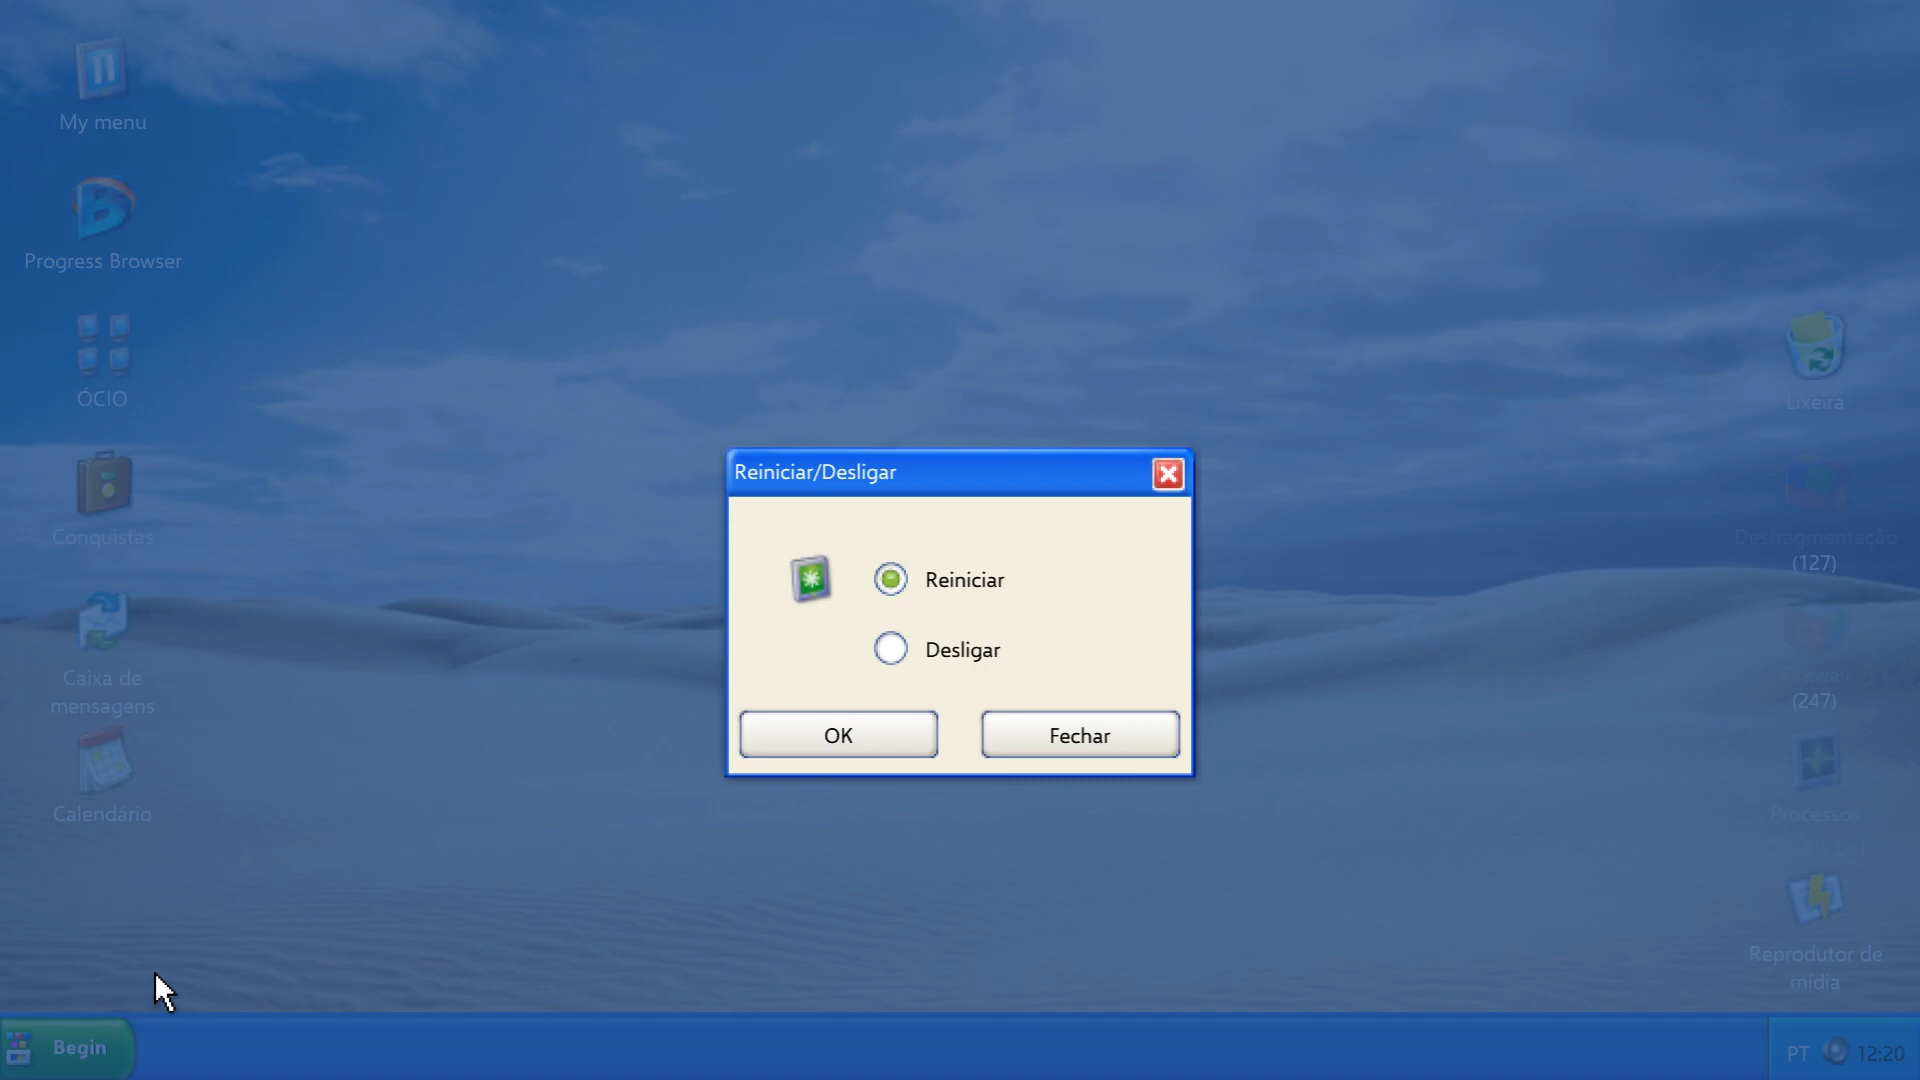 My menu
Progress Browser
ÓCIO
Conquistas
Caixa de
mensagens
Calendário
Reiniciar/Desligar
Reiniciar
Desligar
OK
Fechar
Lixeira
Desfragmentação
(127)
Firewall
(247)
Processos
Reprodutor de
mídia
Begin
PT
12:20